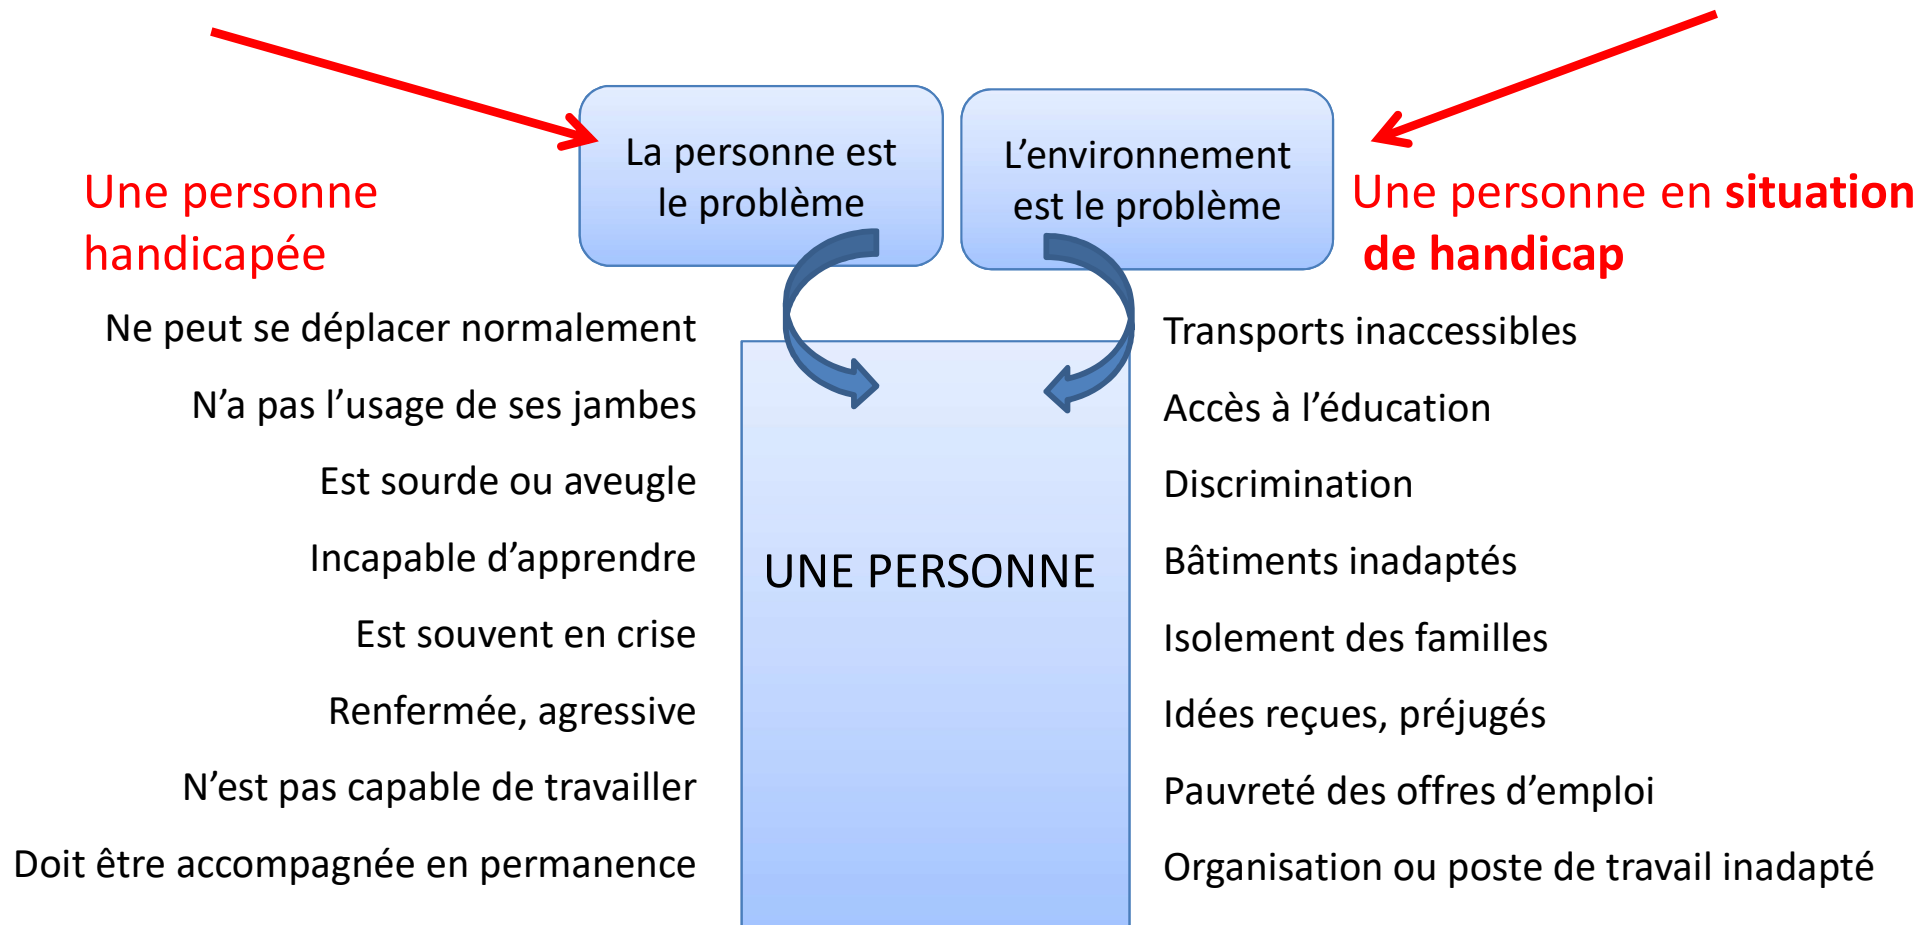 La personne est
le problème
L’environnement
est le problème
Une personne
handicapée
Une personne en situation
de handicap
Ne peut se déplacer normalement
N’a pas l’usage de ses jambes
Est sourde ou aveugle
Incapable d’apprendre
Est souvent en crise
Renfermée, agressive
N’est pas capable de travailler
Doit être accompagnée en permanence
UNE PERSONNE
Transports inaccessibles
Accès à l’éducation
Discrimination
Bâtiments inadaptés
Isolement des familles
Idées reçues, préjugés
Pauvreté des offres d’emploi
Organisation ou poste de travail inadapté